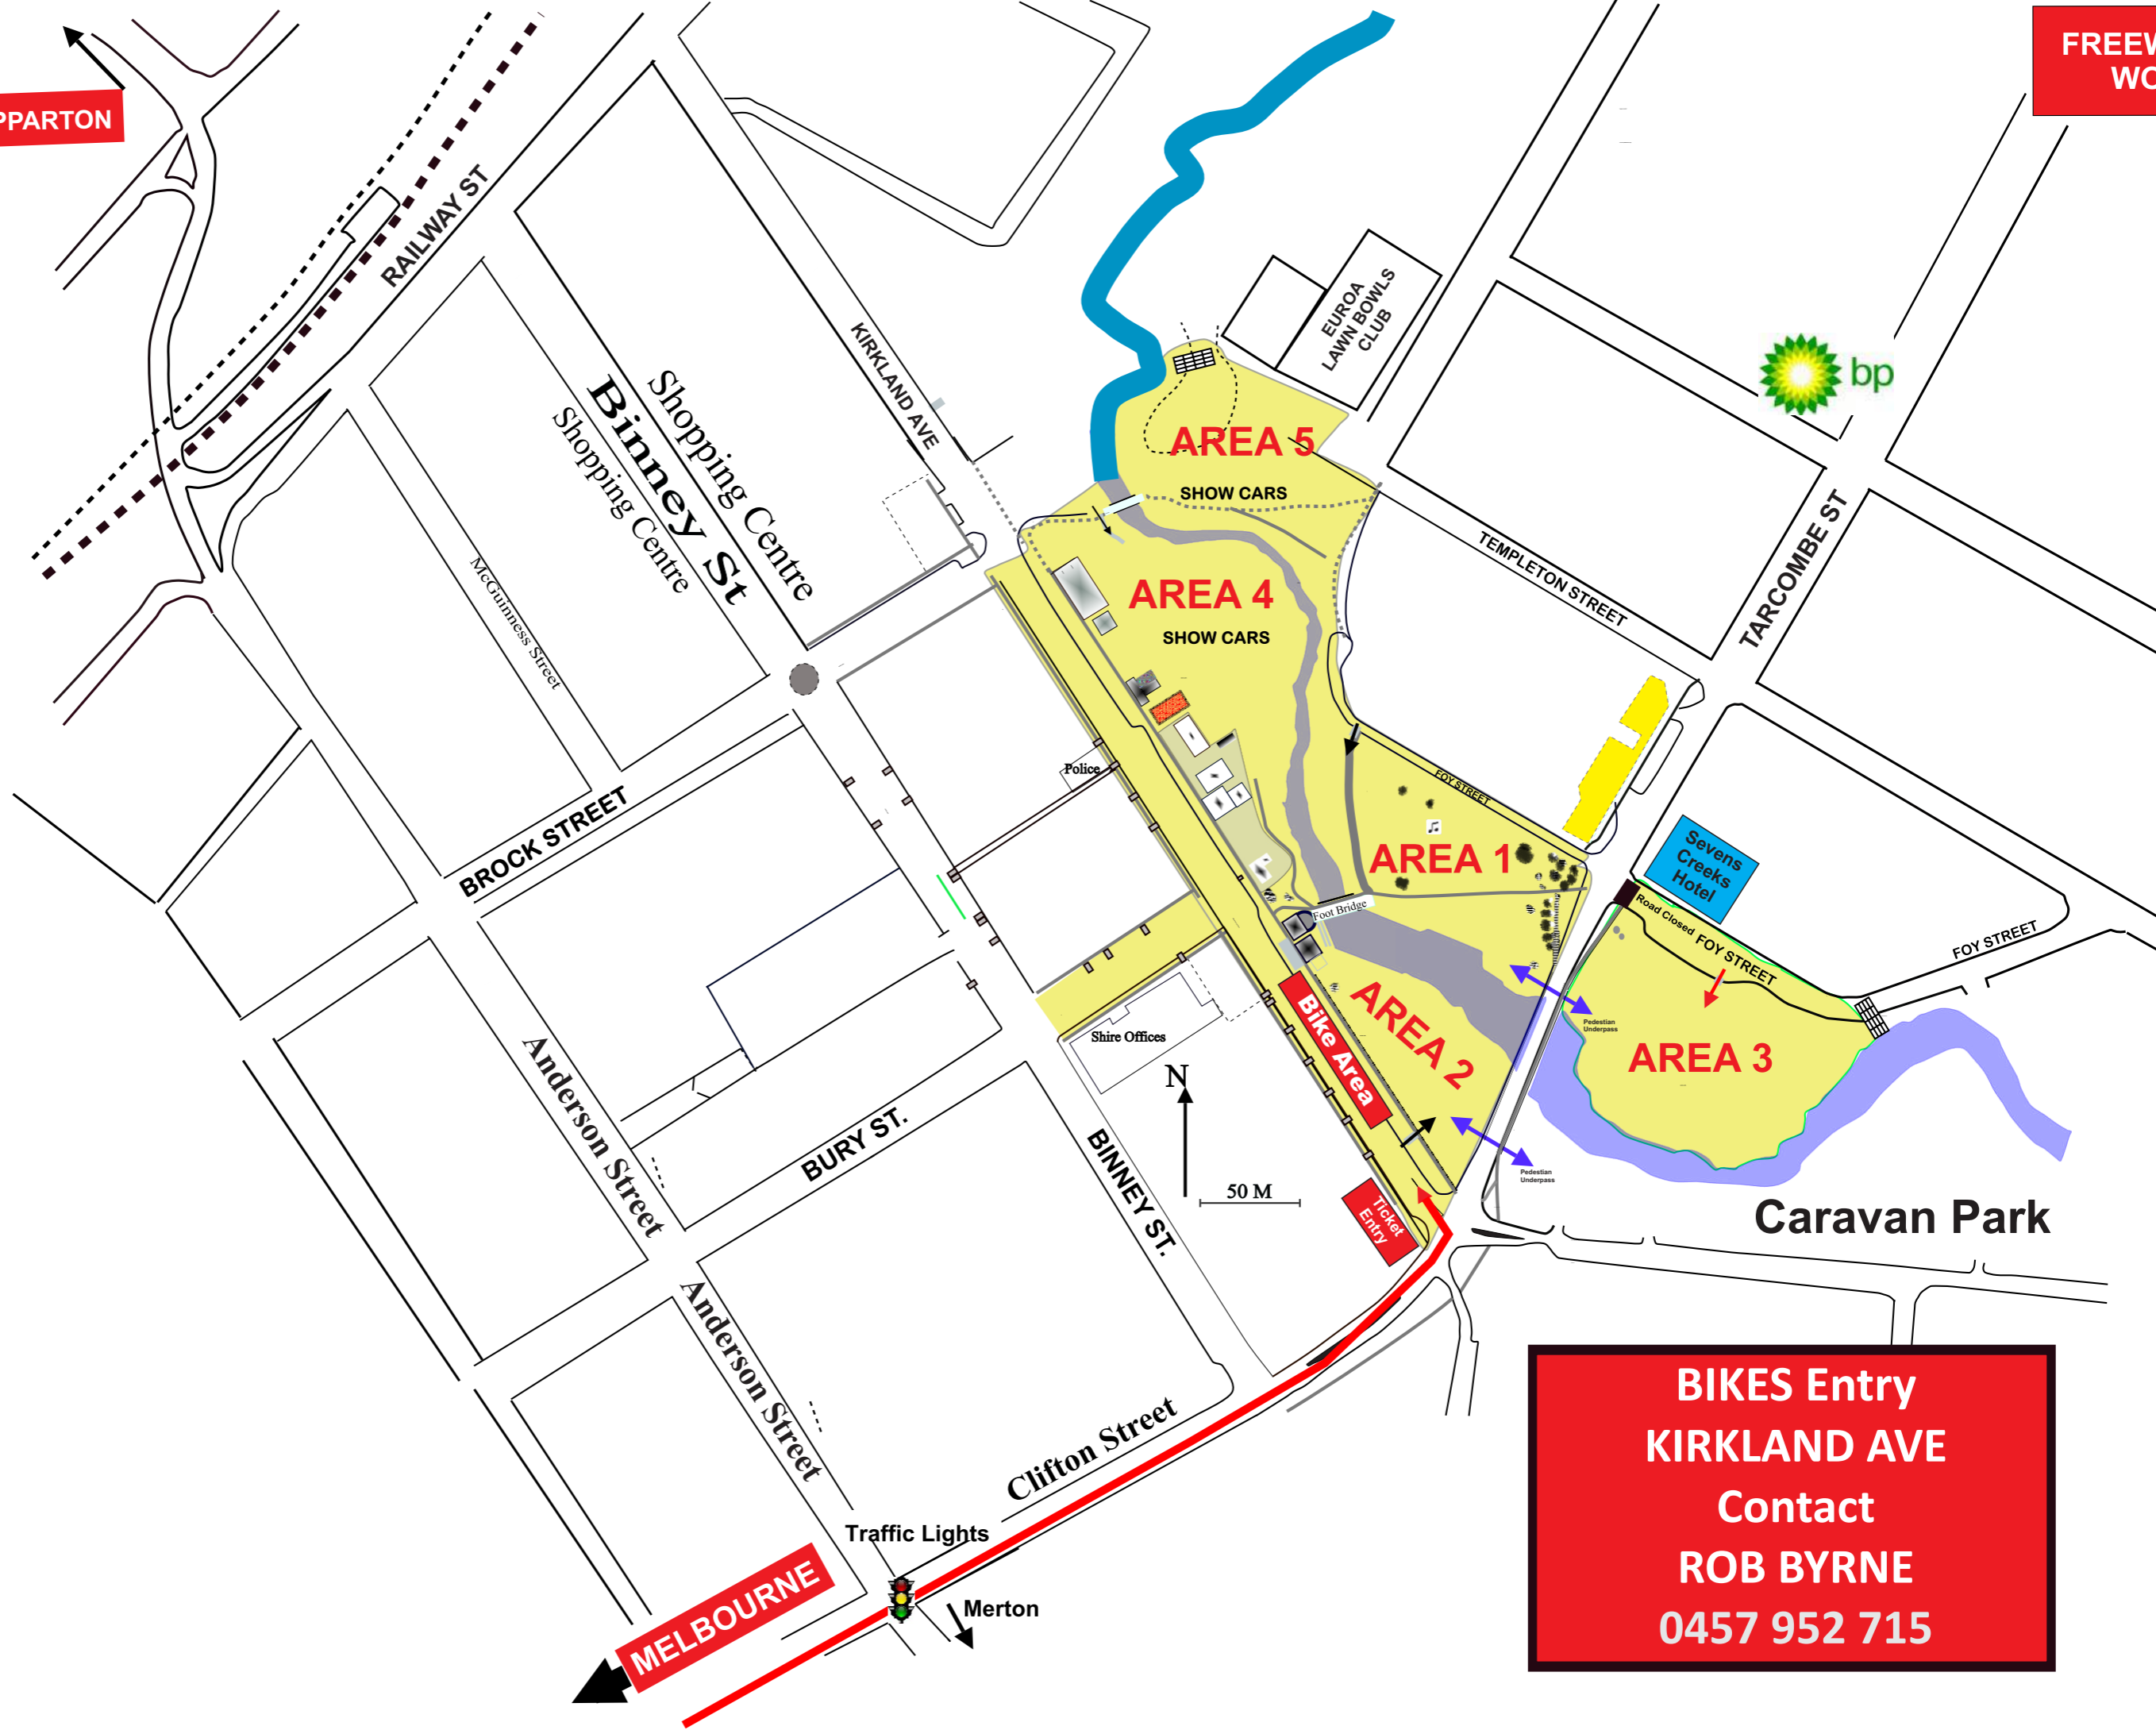 PPARTON
RAILWAY ST
KIRKLAND AVE
EUROA
LAWN BOWLS
CLUB
bp
Shopping Centre
Binney St
Shopping Centre
McGuinness Street
AREA 5
SHOW CARS
AREA 4
SHOW CARS
TEMPLETON STREET
TARCOMBE ST
Police
FOY STREET
BROCK STREET
AREA 1
Sevens
Creeks
Hotel
Foot Bridge
Road Closed
FOY STREET
FOY STREET
Bike Area
AREA 2
Pedestian
Underpass
AREA 3
Shire Offices
N
50 M
Anderson Street
BURY ST.
BINNEY ST.
Ticket
Entry
Pedestian
Underpass
Caravan Park
Anderson Street
Clifton Street
Traffic Lights
Merton
MELBOURNE
BIKES Entry
KIRKLAND AVE
Contact
ROB BYRNE
0457 952 715